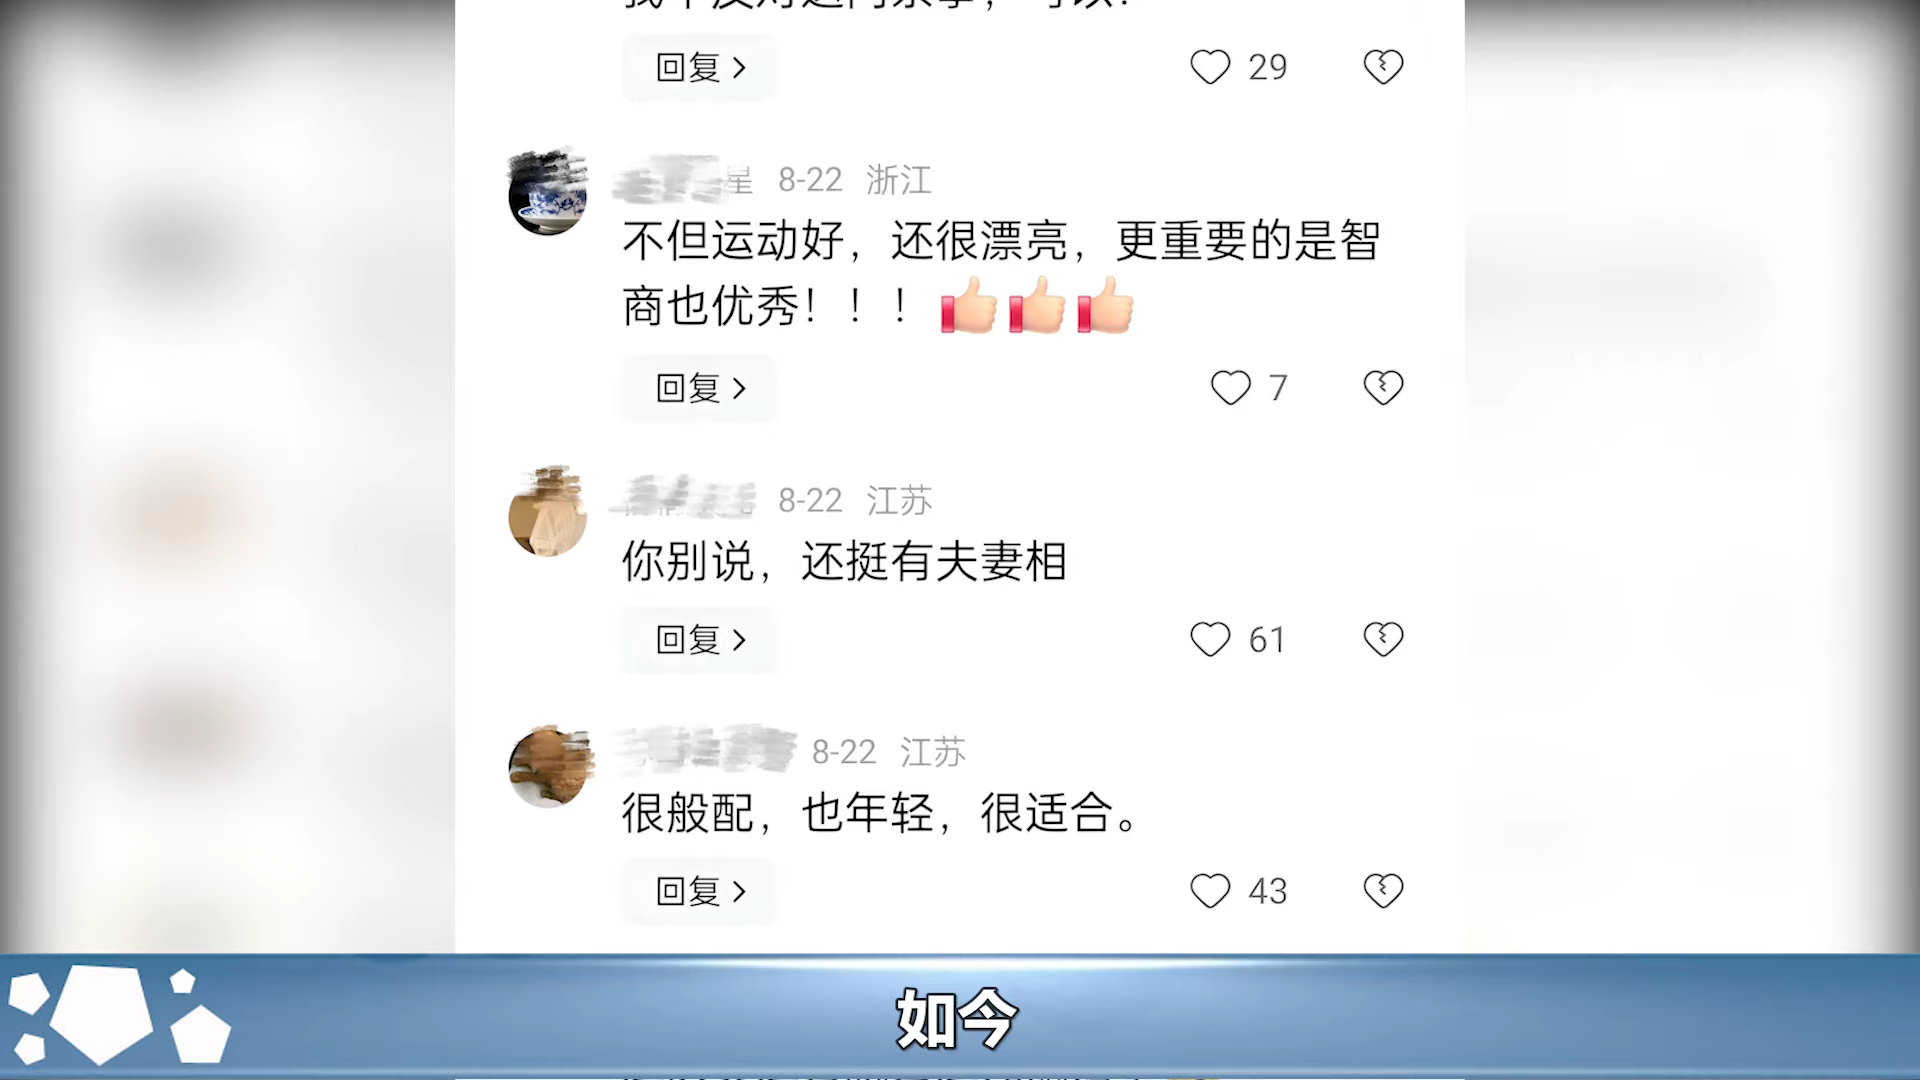 回复 > 29
星 8-22 浙江
不但运动好，还很漂亮，更重要的是智
商也优秀！！！
回复 > 7
8-22 江苏
你别说，还挺有夫妻相
回复 > 61
8-22 江苏
很般配，也年轻，很适合。
回复 > 43
如今